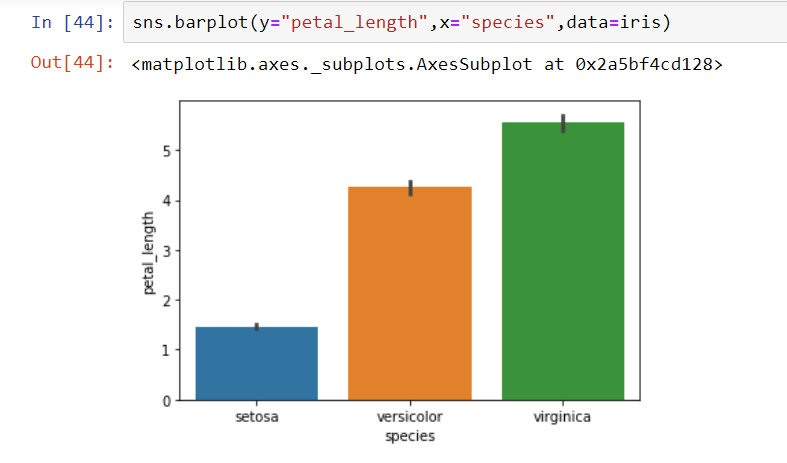 In [44]: sns.barplot(y="petal_length",x="species",data=iris)
Out[44]: <matplotlib.axes._subplots.AxesSubplot at 0x2a5bf4cd128>
5
4
3
2
1
0
petal_length
setosa versicolor virginica
species